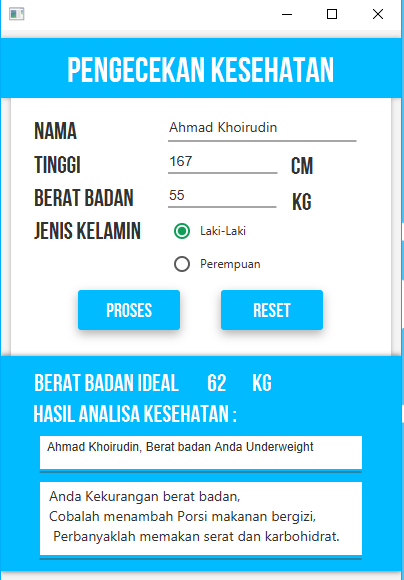 PENGECEKAN KESEHATAN
NAMA Ahmad Khoirudin
TINGGI 167 CM
BERAT BADAN 55 KG
JENIS KELAMIN Laki-Laki
Perempuan
PROSES RESET
BERAT BADAN IDEAL 62 KG
HASIL ANALISA KESEHATAN :
Ahmad Khoirudin, Berat badan Anda Underweight
Anda Kekurangan berat badan,
Cobalah menambah Porsi makanan bergizi,
Perbanyaklah memakan serat dan karbohidrat.